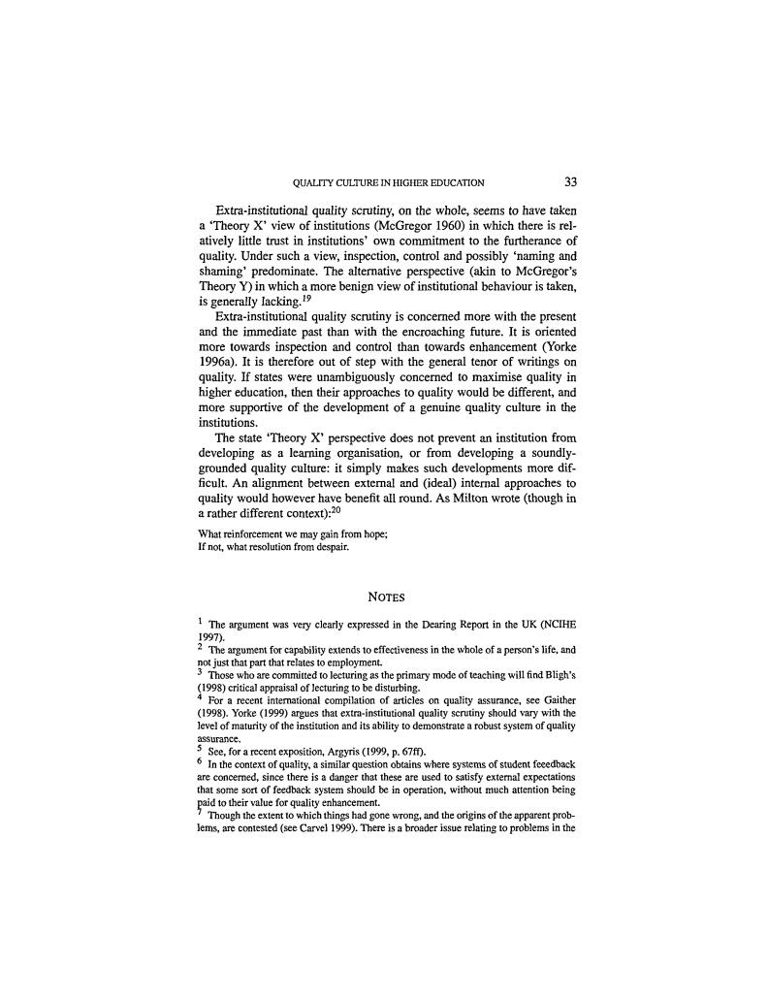 QUALITY CULTURE IN HIGHER EDUCATION 33
Extra-institutional quality scrutiny, on the whole, seems to have taken
a ‘Theory X’ view of institutions (McGregor 1960) in which there is rel-
atively little trust in institutions’ own commitment to the furtherance of
quality. Under such a view, inspection, control and possibly ‘naming and
shaming’ predominate. The alternative perspective (akin to McGregor’s
Theory Y) in which a more benign view of institutional behaviour is taken,
is generally lacking.19
Extra-institutional quality scrutiny is concerned more with the present
and the immediate past than with the encroaching future. It is oriented
more towards inspection and control than towards enhancement (Yorke
1996a). It is therefore out of step with the general tenor of writings on
quality. If states were unambiguously concerned to maximise quality in
higher education, then their approaches to quality would be different, and
more supportive of the development of a genuine quality culture in the
institutions.
The state ‘Theory X’ perspective does not prevent an institution from
developing as a learning organisation, or from developing a soundly-
grounded quality culture: it simply makes such developments more dif-
ficult. An alignment between external and (ideal) internal approaches to
quality would however have benefit all round. As Milton wrote (though in
a rather different context):20
What reinforcement we may gain from hope;
If not, what resolution from despair.
NOTES
1 The argument was very clearly expressed in the Dearing Report in the UK (NCIHE
1997).
2 The argument for capability extends to effectiveness in the whole of a person’s life, and
not just that part that relates to employment.
3 Those who are committed to lecturing as the primary mode of teaching will find Bligh’s
(1998) critical appraisal of lecturing to be disturbing.
4 For a recent international compilation of articles on quality assurance, see Gaither
(1998). Yorke (1999) argues that extra-institutional quality scrutiny should vary with the
level of maturity of the institution and its ability to demonstrate a robust system of quality
assurance.
5 See, for a recent exposition, Argyris (1999, p. 67ff).
6 In the context of quality, a similar question obtains where systems of student feeedback
are concerned, since there is a danger that these are used to satisfy external expectations
that some sort of feedback system should be in operation, without much attention being
paid to their value for quality enhancement.
7 Though the extent to which things had gone wrong, and the origins of the apparent prob-
lems, are contested (see Carvel 1999). There is a broader issue relating to problems in the